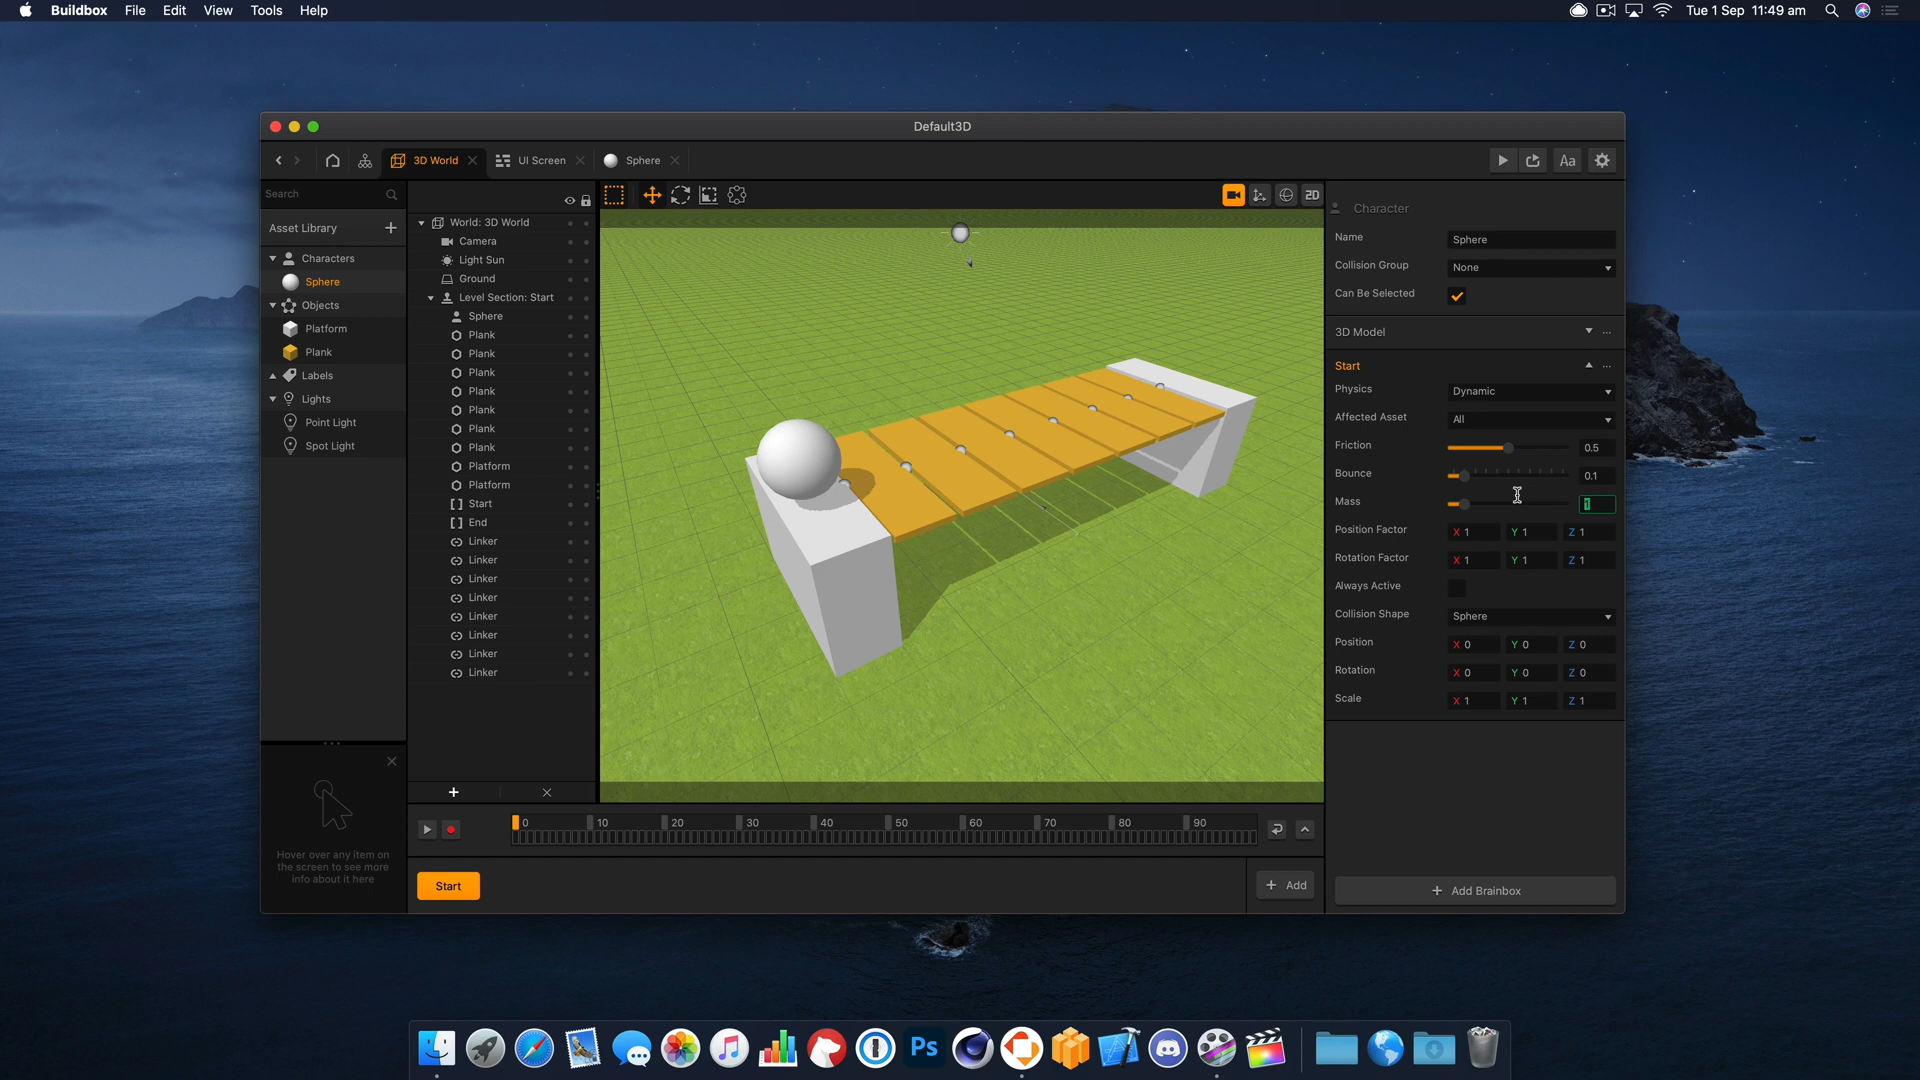 Buildbox File Edit View Tools Help
Tue 1 Sep 11:49 am
Default3D
3D World
UI Screen
Sphere
Aa
Search
Asset Library
Characters
Sphere
Objects
Platform
Plank
Labels
Lights
Point Light
Spot Light
Hover over any item on
the screen to see more
info about it here
World: 3D World
Camera
Light Sun
Ground
Level Section: Start
Sphere
Plank
Plank
Plank
Plank
Plank
Plank
Plank
Platform
Platform
Start
End
Linker
Linker
Linker
Linker
Linker
Linker
Linker
Linker
2D
0 10 20 30 40 50 60 70 80 90
Start
+ Add
Character
Name Sphere
Collision Group None
Can Be Selected
3D Model
Start
Physics Dynamic
Affected Asset All
Friction 0.5
Bounce 0.1
Mass 1
Position Factor X 1 Y 1 Z 1
Rotation Factor X 1 Y 1 Z 1
Always Active
Collision Shape Sphere
Position X 0 Y 0 Z 0
Rotation X 0 Y 0 Z 0
Scale X 1 Y 1 Z 1
+ Add Brainbox
Ps